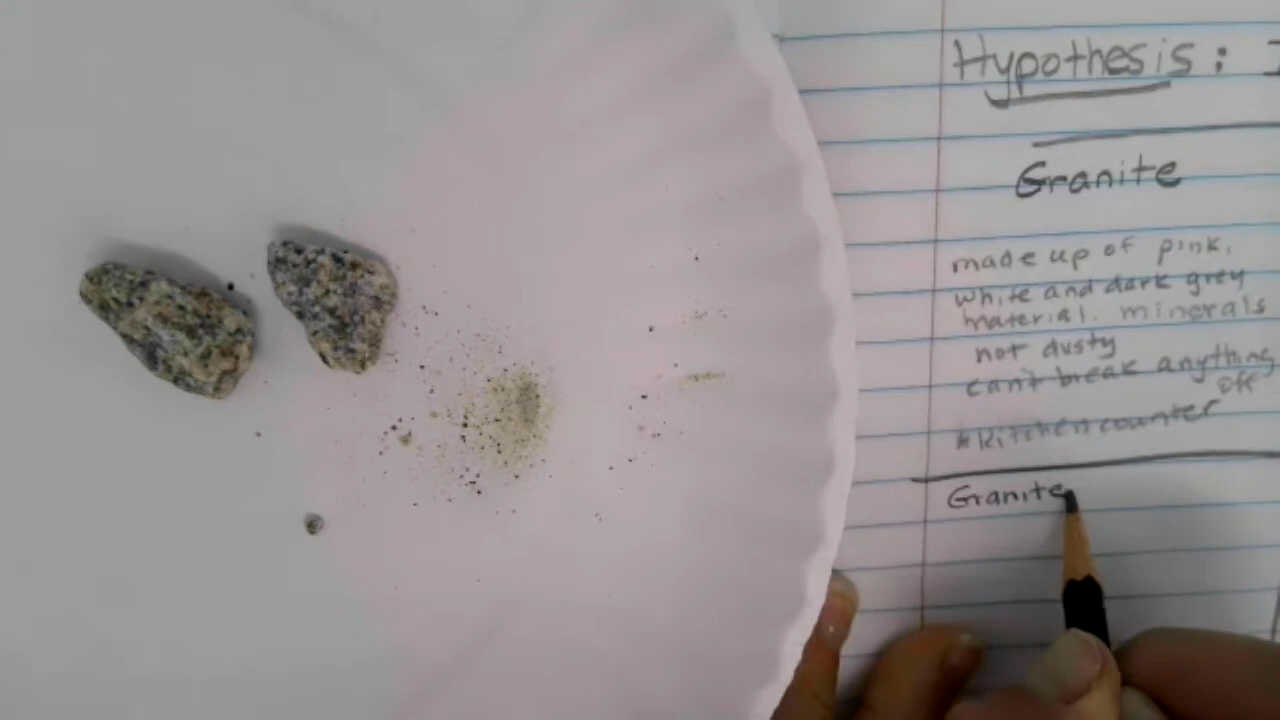 Hypothesis:
Granite
made up of pink,
white and dark grey
material. minerals
not dusty
can't break anything
off
*kitchen counter
Granite